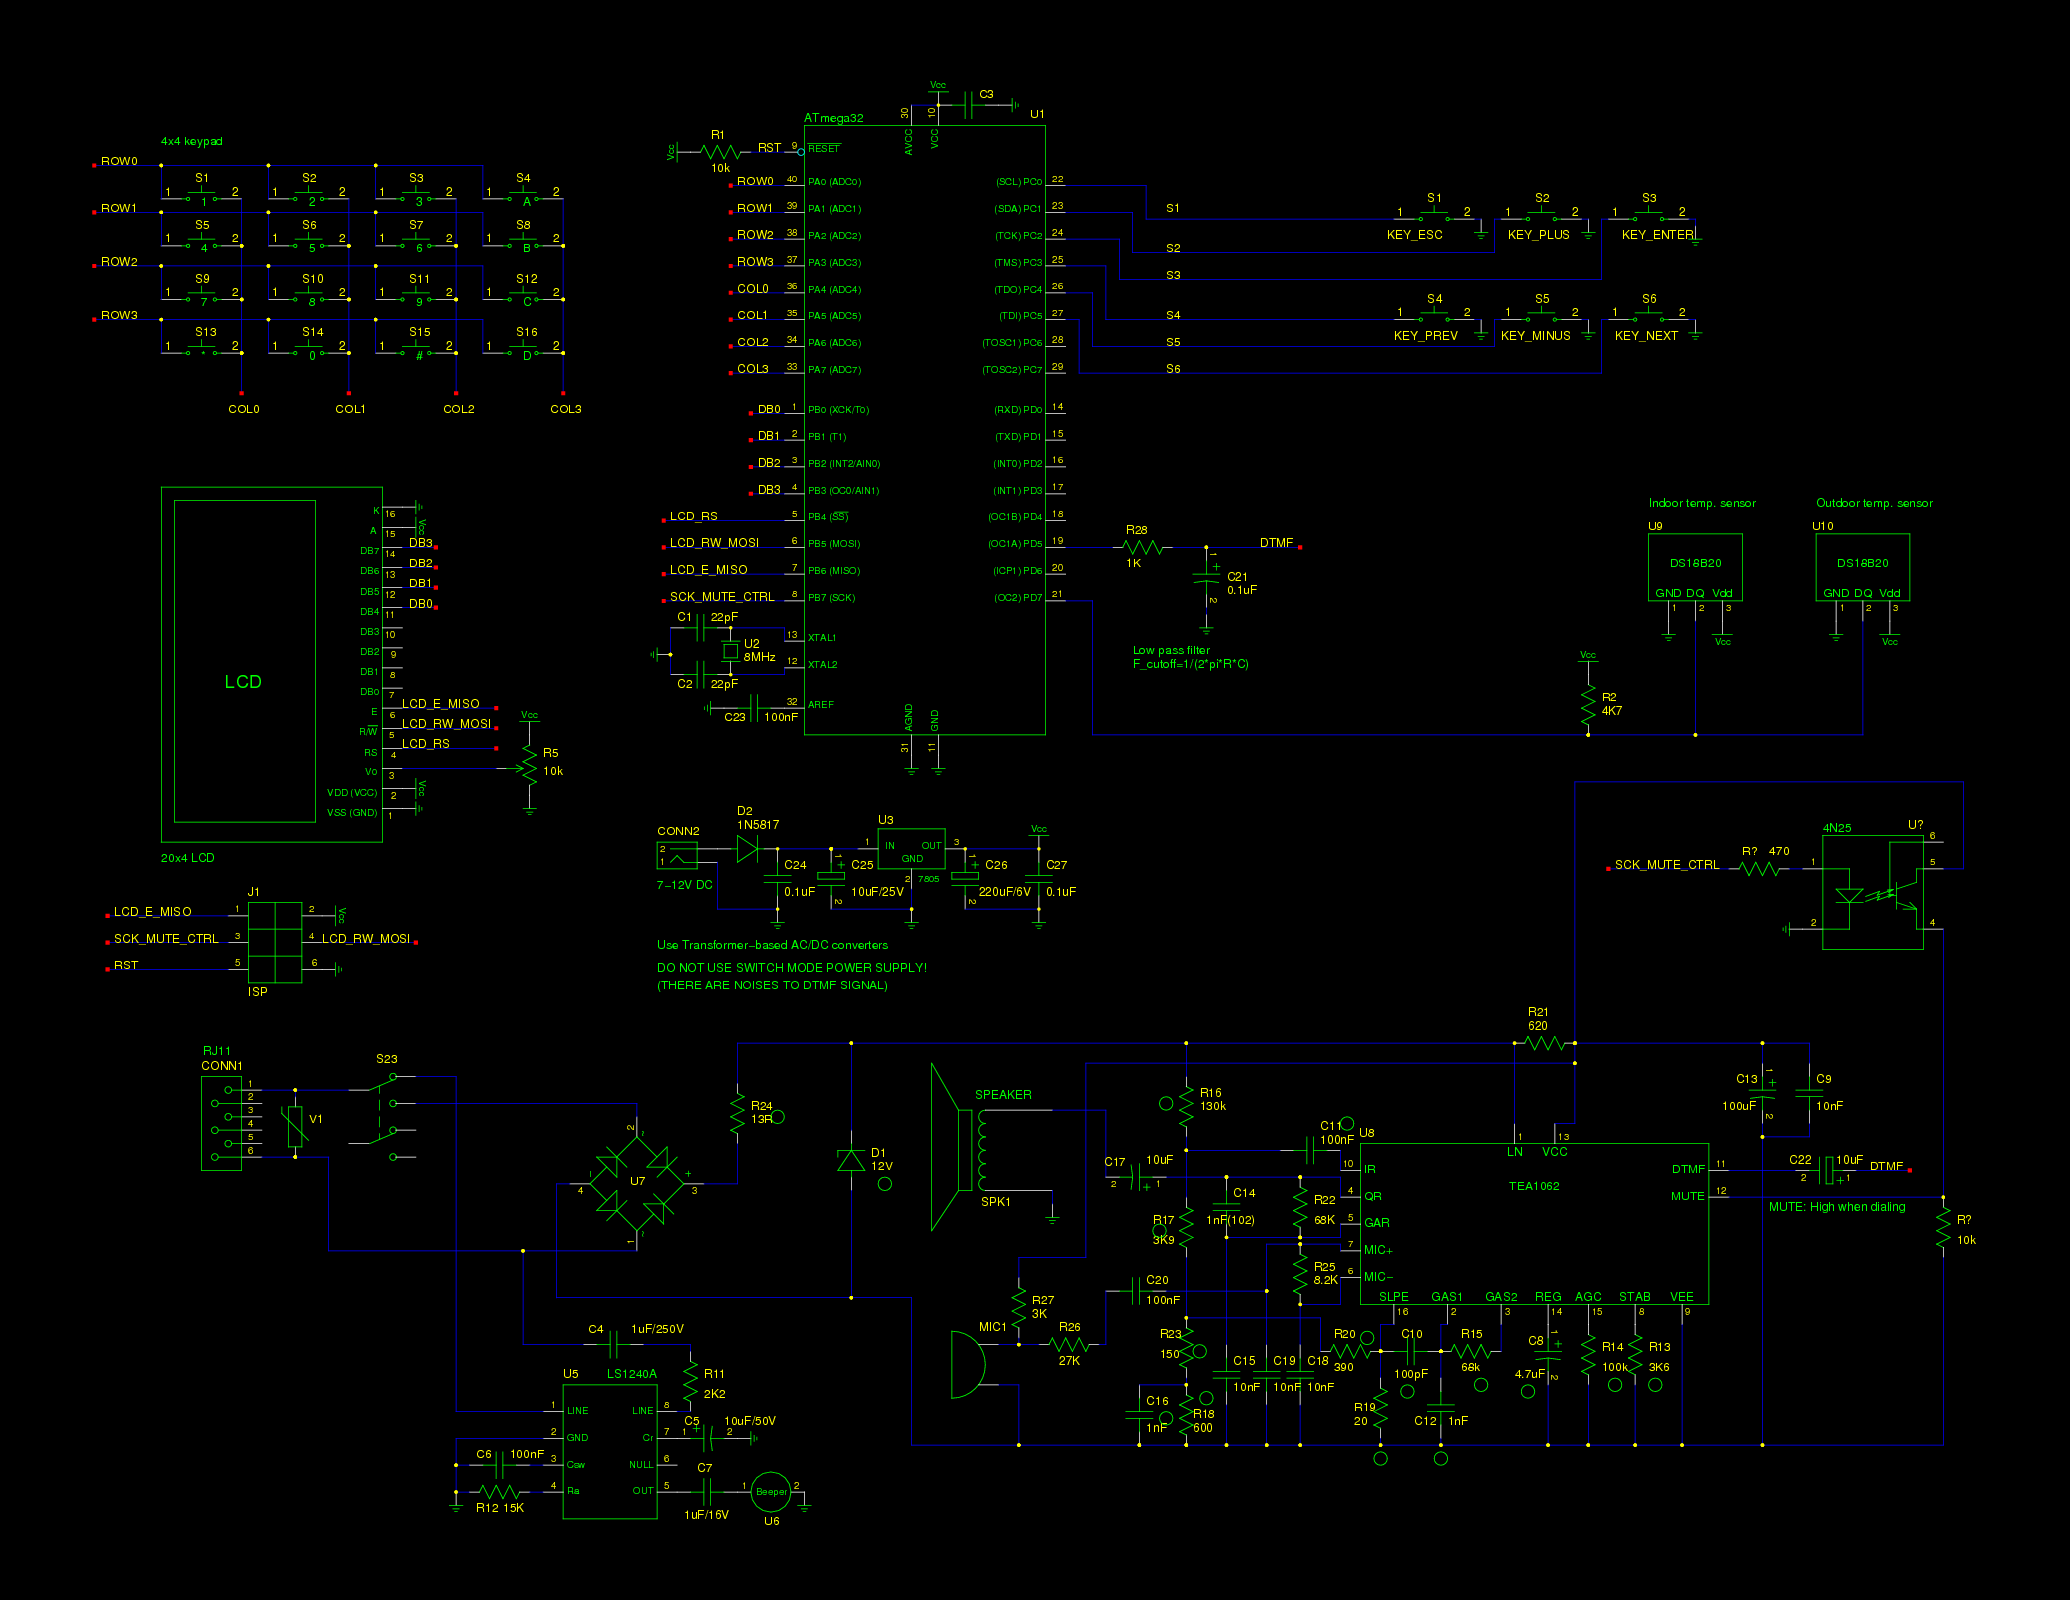 4x4 keypad
ROW0
S1 S2 S3 S4
1 2 1 2 1 2 1 2
1 2 3 A
ROW1
S5 S6 S7 S8
1 2 1 2 1 2 1 2
4 5 6 B
ROW2
S9 S10 S11 S12
1 2 1 2 1 2 1 2
7 8 9 C
ROW3
S13 S14 S15 S16
1 2 1 2 1 2 1 2
* 0 # D
COL0 COL1 COL2 COL3
ATmega32
U1
Vcc
C3
30 10
AVCC VCC
Vcc
R1
10k
RST 9 RESET
ROW0 40 PA0 (ADC0)
ROW1 39 PA1 (ADC1)
ROW2 38 PA2 (ADC2)
ROW3 37 PA3 (ADC3)
COL0 36 PA4 (ADC4)
COL1 35 PA5 (ADC5)
COL2 34 PA6 (ADC6)
COL3 33 PA7 (ADC7)
DB0 1 PB0 (XCK/T0)
DB1 2 PB1 (T1)
DB2 3 PB2 (INT2/AIN0)
DB3 4 PB3 (OC0/AIN1)
LCD_RS 5 PB4 (SS)
LCD_RW_MOSI 6 PB5 (MOSI)
LCD_E_MISO 7 PB6 (MISO)
SCK_MUTE_CTRL 8 PB7 (SCK)
C1 22pF
13 XTAL1
U2
8MHz
12 XTAL2
C2 22pF
32 AREF
C23 100nF
AGND GND
31 11
(SCL) PC0 22
(SDA) PC1 23
(TCK) PC2 24
(TMS) PC3 25
(TDO) PC4 26
(TDI) PC5 27
(TOSC1) PC6 28
(TOSC2) PC7 29
(RXD) PD0 14
(TXD) PD1 15
(INT0) PD2 16
(INT1) PD3 17
(OC1B) PD4 18
(OC1A) PD5 19
(ICP1) PD6 20
(OC2) PD7 21
S1
S2
S3
S4
S5
S6
S1 S2 S3
1 2 1 2 1 2
KEY_ESC KEY_PLUS KEY_ENTER
S4 S5 S6
1 2 1 2 1 2
KEY_PREV KEY_MINUS KEY_NEXT
R28
1K
DTMF
1 +
C21
0.1uF
2
Low pass filter
F_cutoff=1/(2*pi*R*C)
Indoor temp. sensor
U9
DS18B20
GND DQ Vdd
1 2 3
Vcc
Outdoor temp. sensor
U10
DS18B20
GND DQ Vdd
1 2 3
Vcc
Vcc
R2
4K7
LCD
20x4 LCD
K 16
A 15 Vcc
DB7 14 DB3
DB6 13 DB2
DB5 12 DB1
DB4 11 DB0
DB3 10
DB2 9
DB1 8
DB0 7
E 6 LCD_E_MISO
R/W 5 LCD_RW_MOSI
RS 4 LCD_RS
Vo 3
VDD (VCC) 2 Vcc
VSS (GND) 1
Vcc
R5
10k
J1
LCD_E_MISO 1 2 Vcc
SCK_MUTE_CTRL 3 4 LCD_RW_MOSI
RST 5 6
ISP
CONN2
2
1
7-12V DC
D2
1N5817
C24
0.1uF
1 +
C25
10uF/25V
2
U3
1 IN OUT 3
GND
2 7805
1 +
C26
220uF/6V
2
Vcc
C27
0.1uF
Use Transformer-based AC/DC converters
DO NOT USE SWITCH MODE POWER SUPPLY!
(THERE ARE NOISES TO DTMF SIGNAL)
4N25
U?
SCK_MUTE_CTRL
R? 470
1 2 6 5 4
RJ11
CONN1
1
2
3
4
5
6
V1
S23
2 ~
- +
4 U7 3
1 ~
R24
13R
D1
12V
SPEAKER
SPK1
R16
130k
R21
620
C17 10uF
2 + 1
R17
3K9
C11
100nF
C14
1nF(102)
R22
68K
R25
8.2K
C20
100nF
R27
3K
MIC1
R26
27K
R23
150
C16
1nF
R18
600
C15
10nF
C19
10nF
C18
10nF
R20
390
C10
100pF
R19
20
C12 1nF
R15
68k
1 +
C8
4.7uF
2
R14
100k
R13
3K6
U8
TEA1062
1 13
LN VCC
10 IR
4 QR
5 GAR
7 MIC+
6 MIC-
DTMF 11
MUTE 12
SLPE GAS1 GAS2 REG AGC STAB VEE
16 2 3 14 15 8 9
C13
100uF
1 +
2
C9
10nF
C22 10uF
2 + 1
DTMF
MUTE: High when dialing
R?
10k
C4 1uF/250V
R11
2K2
U5 LS1240A
1 LINE LINE 8
2 GND Cr 7
3 Csw NULL 6
4 Ra OUT 5
C5 10uF/50V
+ 1 2
C6 100nF
R12 15K
C7
1uF/16V
1 Beeper 2
U6